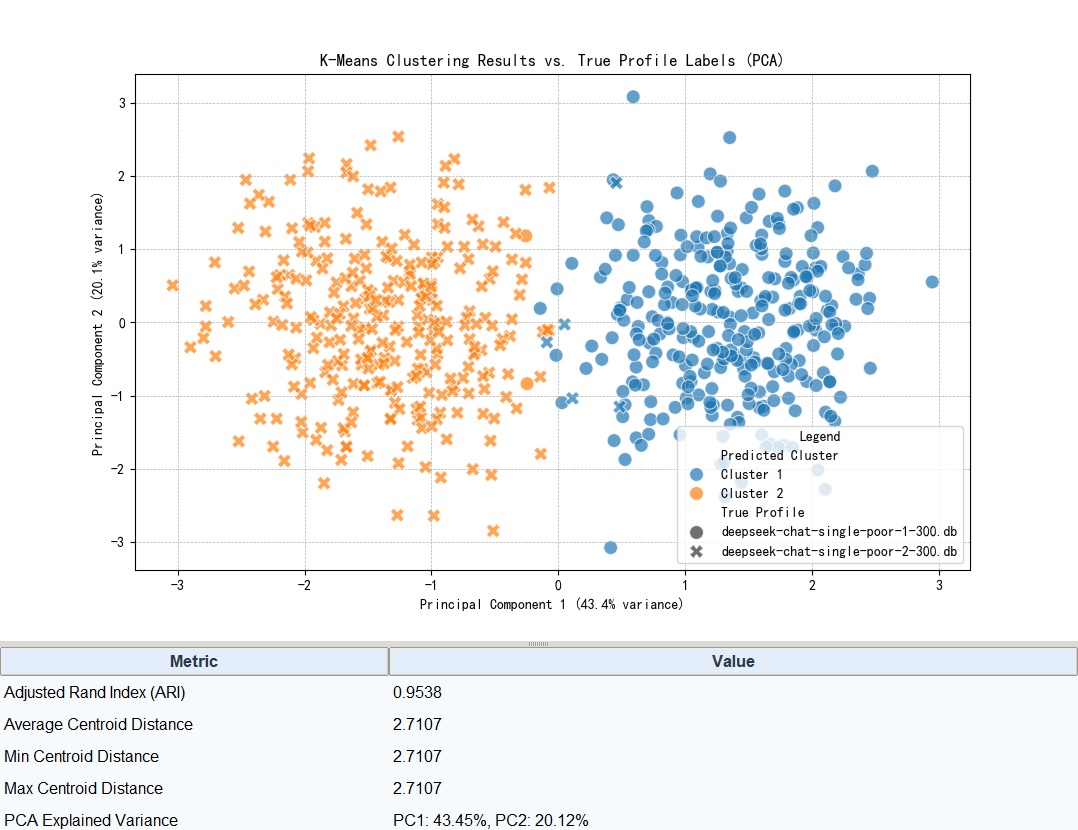 K-Means Clustering Results vs. True Profile Labels (PCA)
Principal Component 2 (20.1% variance)
3
2
1
0
−1
−2
−3
Legend
Predicted Cluster
Cluster 1
Cluster 2
True Profile
deepseek-chat-single-poor-1-300.db
deepseek-chat-single-poor-2-300.db
−3 −2 −1 0 1 2 3
Principal Component 1 (43.4% variance)
Metric Value
Adjusted Rand Index (ARI) 0.9538
Average Centroid Distance 2.7107
Min Centroid Distance 2.7107
Max Centroid Distance 2.7107
PCA Explained Variance PC1: 43.45%, PC2: 20.12%